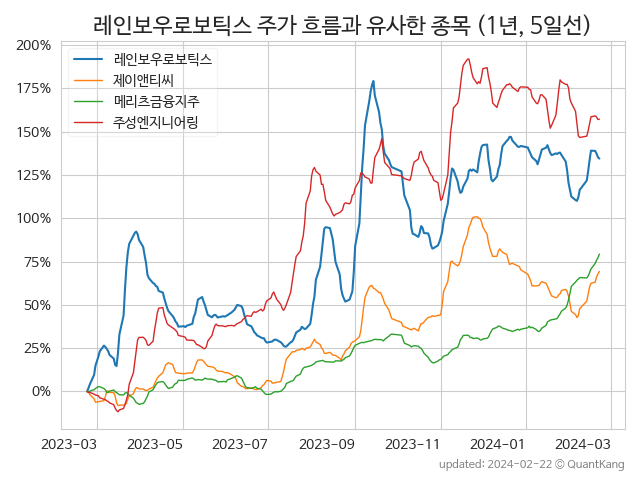 레인보우로보틱스 주가 흐름과 유사한 종목 (1년, 5일선)
200%
175%
150%
125%
100%
75%
50%
25%
0%
레인보우로보틱스
제이앤티씨
메리츠금융지주
주성엔지니어링
2023-03 2023-05 2023-07 2023-09 2023-11 2024-01 2024-03
updated: 2024-02-22 © QuantKang